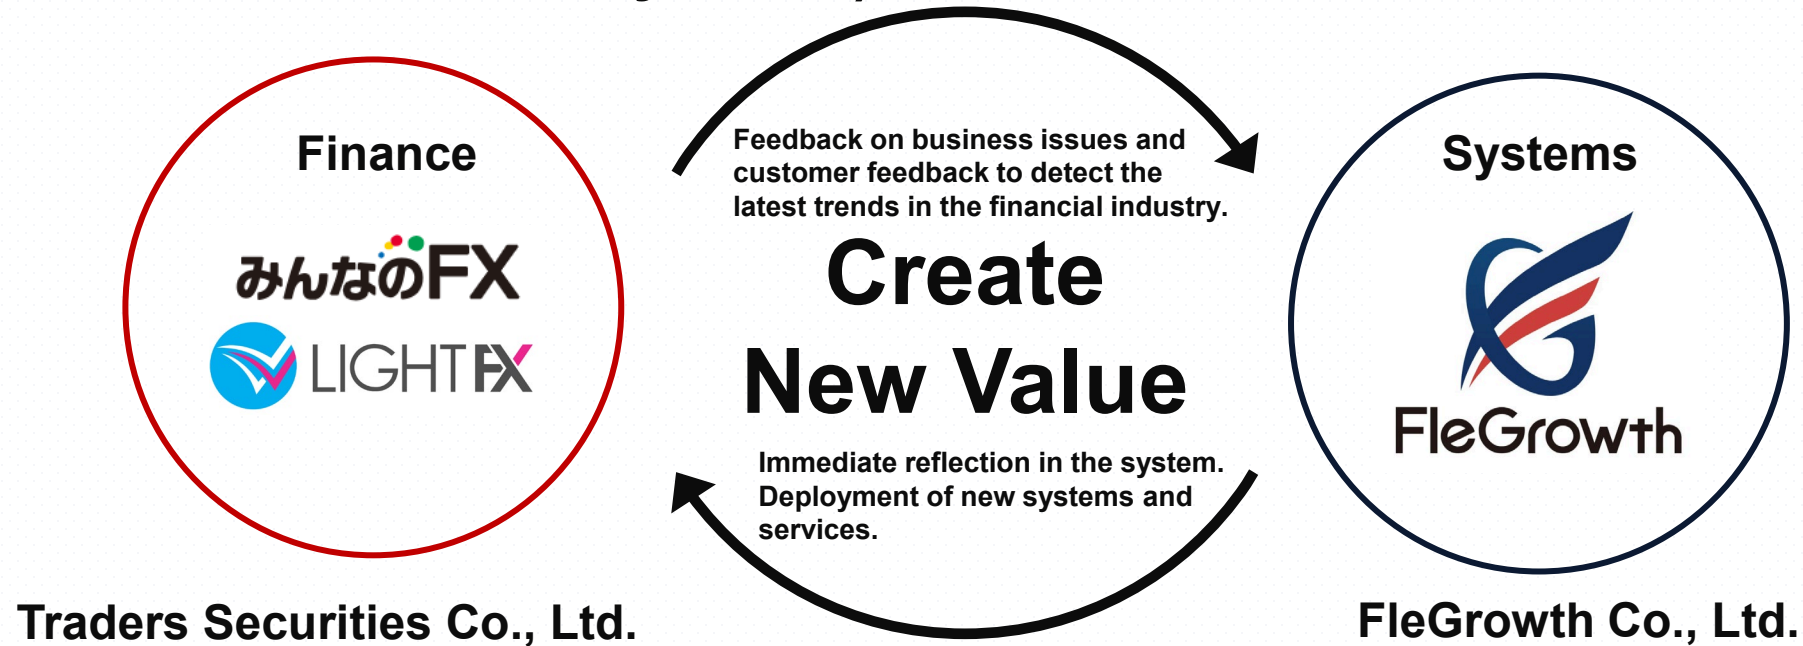 Finance
みんなのFX
LIGHT FX
Traders Securities Co., Ltd.
Feedback on business issues and
customer feedback to detect the
latest trends in the financial industry.
Create
New Value
Immediate reflection in the system.
Deployment of new systems and
services.
Systems
FleGrowth
FleGrowth Co., Ltd.